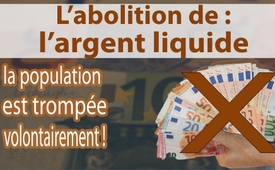 L'abolition de :
l'argent liquide
la population
est trompée
volontairement !